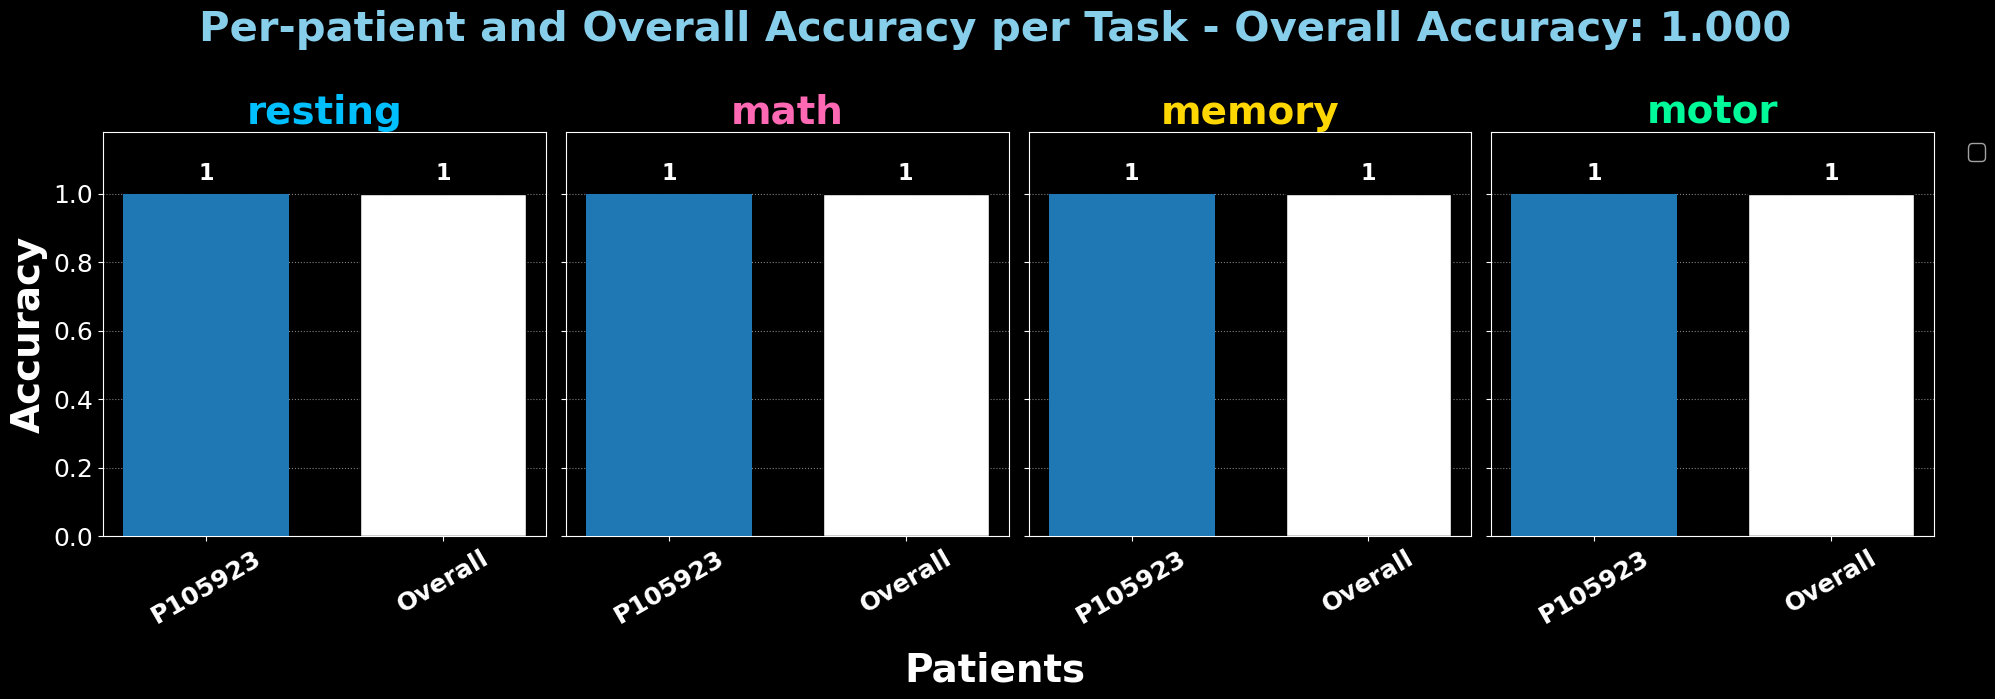 Per-patient and Overall Accuracy per Task - Overall Accuracy: 1.000
resting
math
memory
motor
1 1
1 1
1 1
1 1
Accuracy
1.0
0.8
0.6
0.4
0.2
0.0
P105923 Overall
P105923 Overall
P105923 Overall
P105923 Overall
Patients